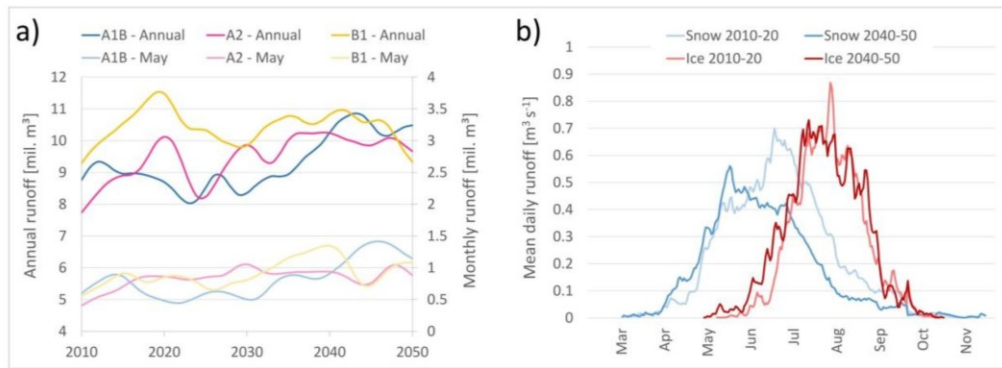 a)
A1B - Annual A2 - Annual B1 - Annual
A1B - May A2 - May B1 - May
Annual runoff [mil. m³]
12
11
10
9
8
7
6
5
4
4
3.5
3
2.5
2
1.5
1
0.5
0
Monthly runoff [mil. m³]
2010 2020 2030 2040 2050
b)
Snow 2010-20 Snow 2040-50
Ice 2010-20 Ice 2040-50
Mean daily runoff [m³ s⁻¹]
1
0.9
0.8
0.7
0.6
0.5
0.4
0.3
0.2
0.1
0
Mar Apr May Jun Jul Aug Sep Oct Nov